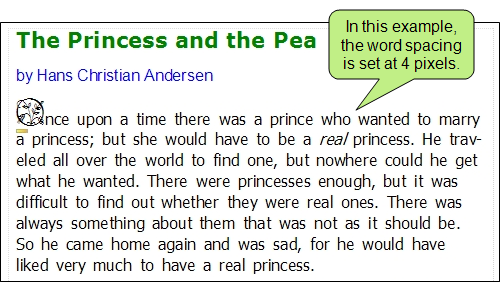 The Princess and the Pea
In this example,
the word spacing
is set at 4 pixels.
by Hans Christian Andersen
Once upon a time there was a prince who wanted to marry
a princess; but she would have to be a real princess. He trav-
eled all over the world to find one, but nowhere could he get
what he wanted. There were princesses enough, but it was
difficult to find out whether they were real ones. There was
always something about them that was not as it should be.
So he came home again and was sad, for he would have
liked very much to have a real princess.